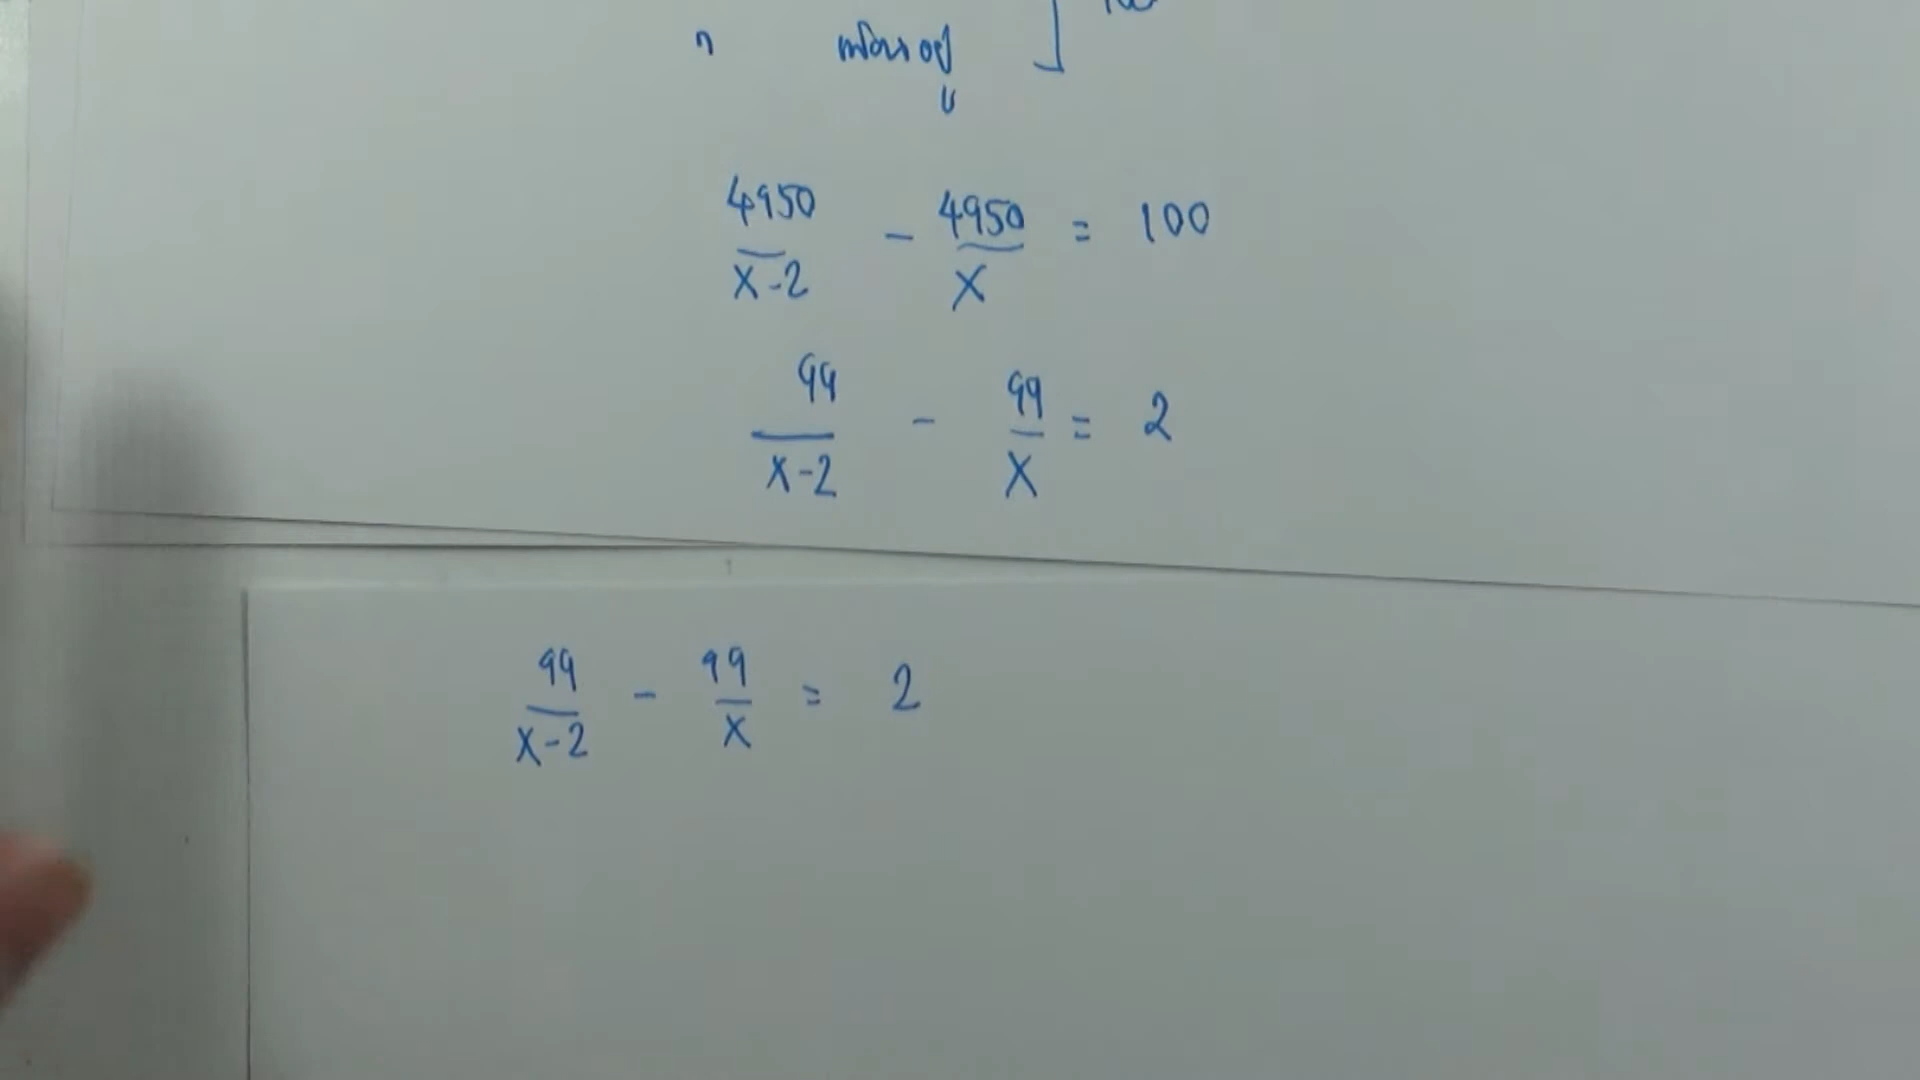 4950/x-2 - 4950/x = 100
99/x-2 - 99/x = 2
99/x-2 - 99/x = 2